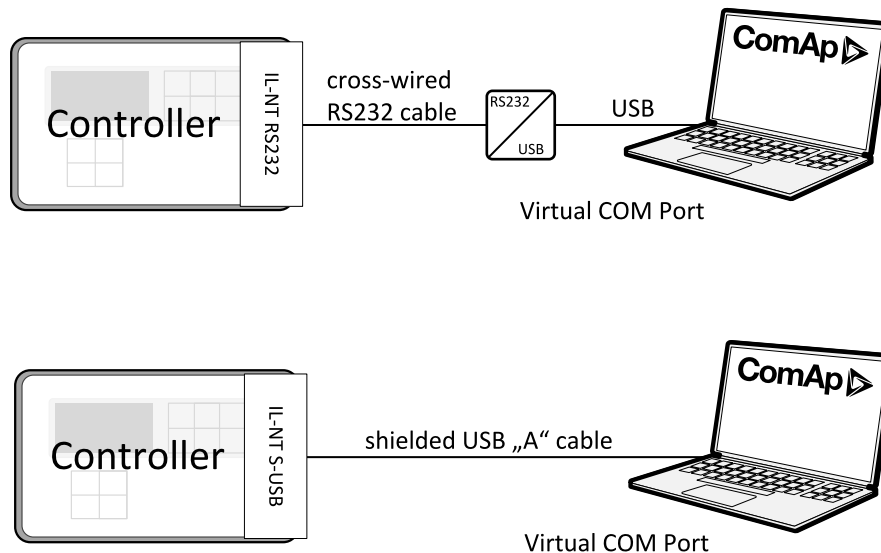 ComAp
IL-NT RS232
cross-wired
RS232 cable
RS232
USB
USB
Controller
Virtual COM Port
ComAp
IL-NT S-USB
shielded USB „A“ cable
Controller
Virtual COM Port